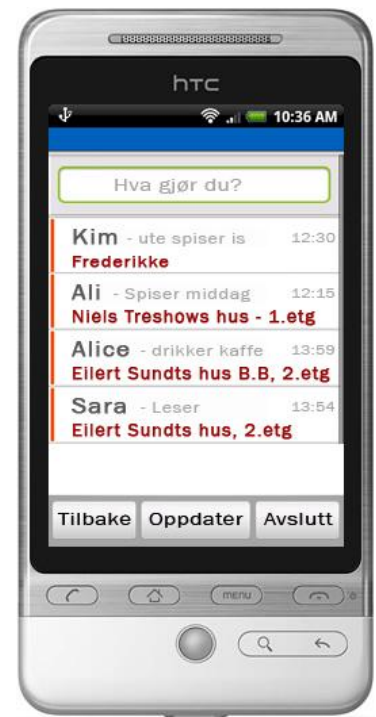 hTC
10:36 AM
Hva gjør du?
Kim - ute spiser is 12:30
Frederikke
Ali - Spiser middag 12:15
Niels Treshows hus - 1.etg
Alice - drikker kaffe 13:59
Eilert Sundts hus B.B, 2.etg
Sara - Leser 13:54
Eilert Sundts hus, 2.etg
Tilbake Oppdater Avslutt
MENU